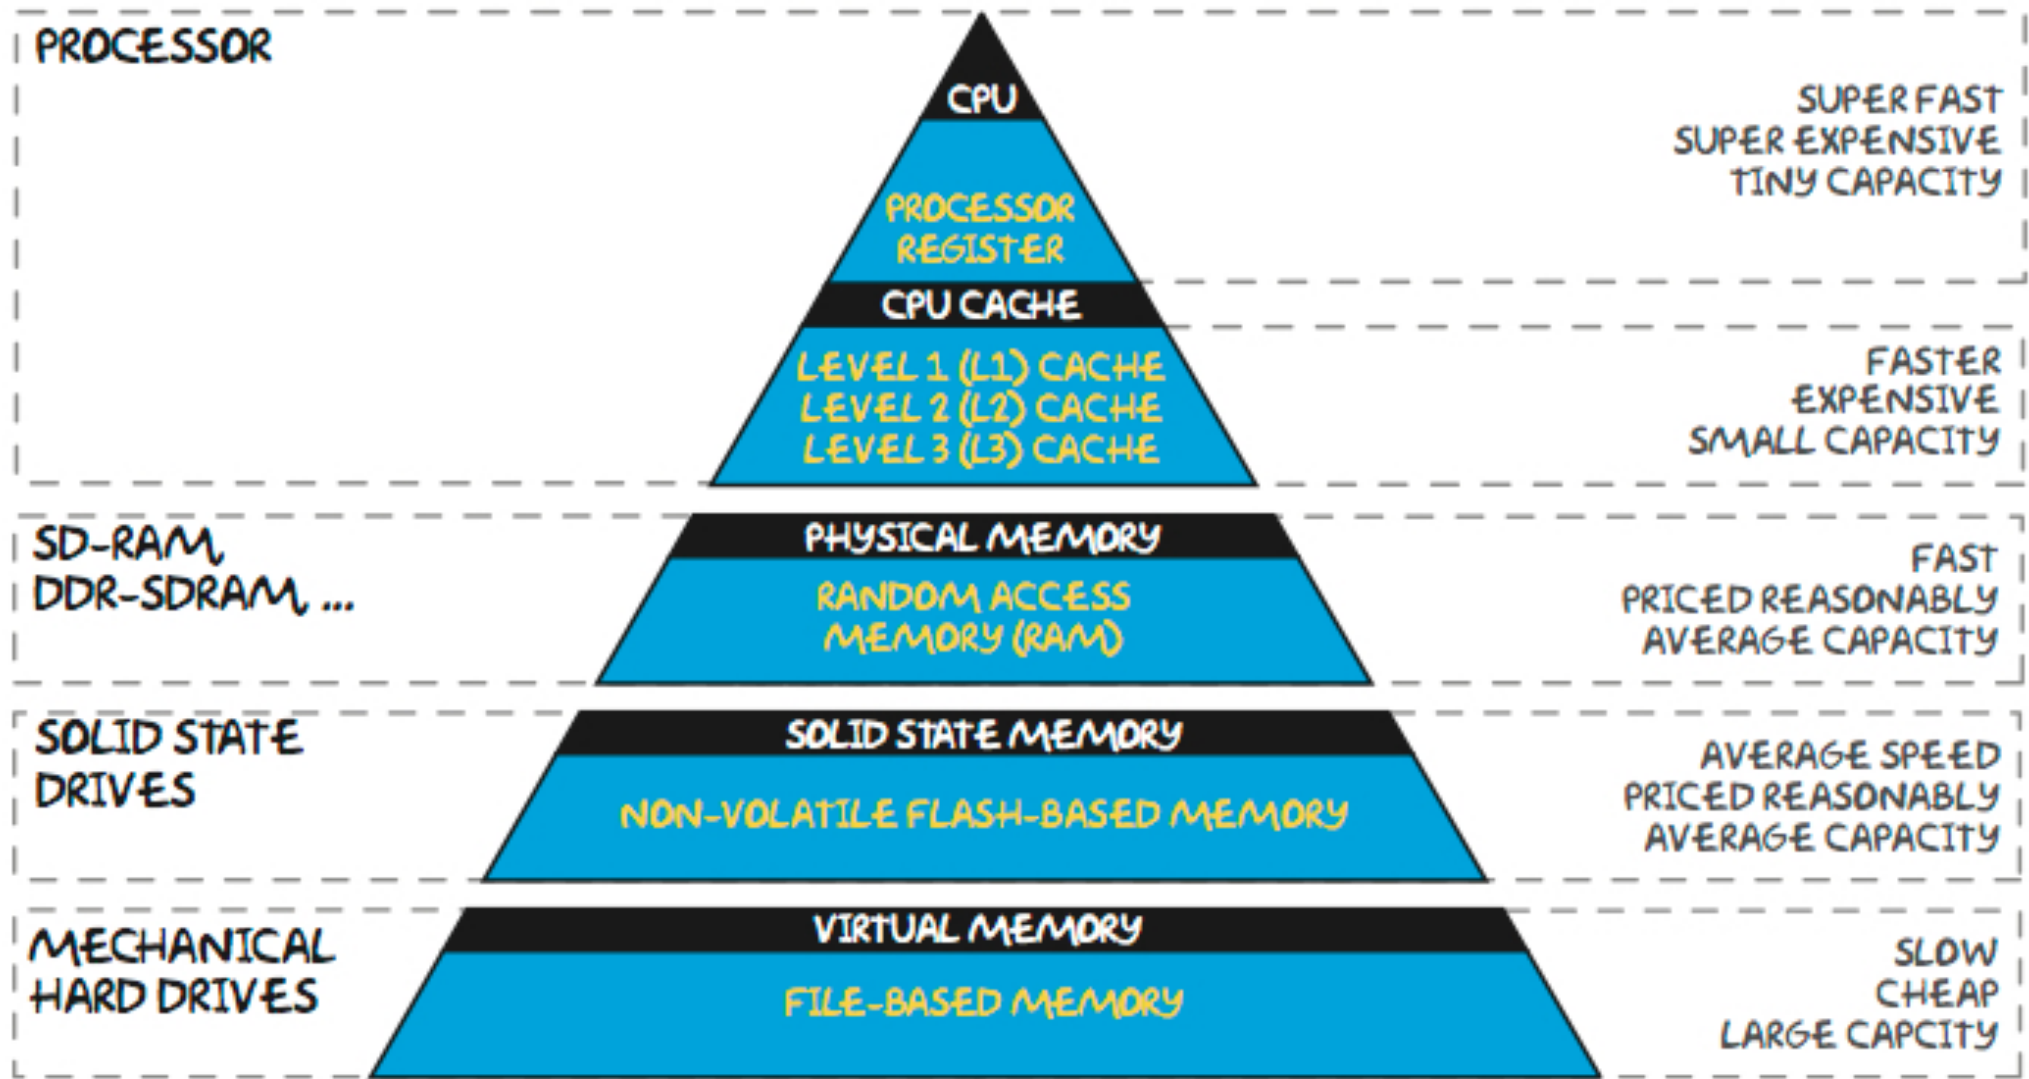 PROCESSOR
CPU
SUPER FAST
SUPER EXPENSIVE
TINY CAPACITY
PROCESSOR
REGISTER
CPU CACHE
LEVEL 1 (L1) CACHE
LEVEL 2 (L2) CACHE
LEVEL 3 (L3) CACHE
FASTER
EXPENSIVE
SMALL CAPACITY
SD-RAM,
DDR-SDRAM, ...
PHYSICAL MEMORY
RANDOM ACCESS
MEMORY (RAM)
FAST
PRICED REASONABLY
AVERAGE CAPACITY
SOLID STATE
DRIVES
SOLID STATE MEMORY
NON-VOLATILE FLASH-BASED MEMORY
AVERAGE SPEED
PRICED REASONABLY
AVERAGE CAPACITY
MECHANICAL
HARD DRIVES
VIRTUAL MEMORY
FILE-BASED MEMORY
SLOW
CHEAP
LARGE CAPCITY